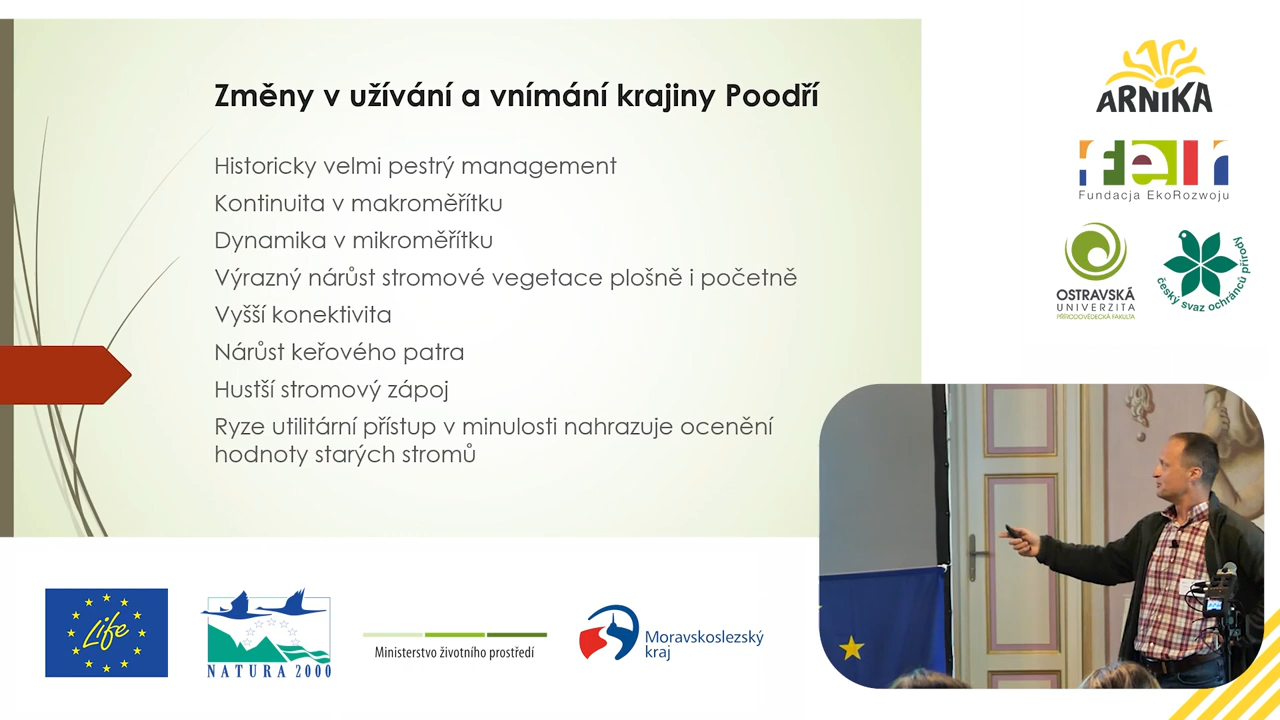 Změny v užívání a vnímání krajiny Poodří
Historicky velmi pestrý management
Kontinuita v makroměřítku
Dynamika v mikroměřítku
Výrazný nárůst stromové vegetace plošně i početně
Vyšší konektivita
Nárůst keřového patra
Hustší stromový zápoj
Ryze utilitární přístup v minulosti nahrazuje ocenění
hodnoty starých stromů
ARNIKA
feer
Fundacja EkoRozwoju
OSTRAVSKÁ
UNIVERZITA
PŘÍRODOVĚDECKÁ FAKULTA
český svaz ochránců přírody
Life
NATURA 2000
Ministerstvo životního prostředí
Moravskoslezský
kraj